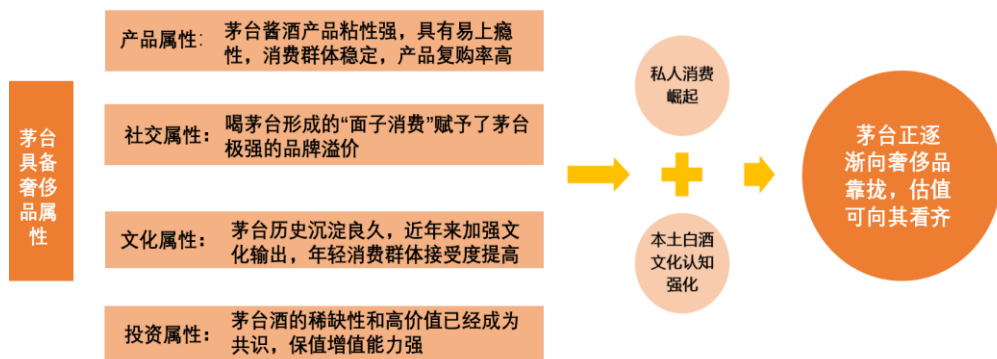 茅台
具备
奢侈
品属
性
产品属性:
茅台酱酒产品粘性强，具有易上瘾
性，消费群体稳定，产品复购率高
社交属性：
喝茅台形成的“面子消费”赋予了茅台
极强的品牌溢价
文化属性：
茅台历史沉淀良久，近年来加强文
化输出，年轻消费群体接受度提高
投资属性：
茅台酒的稀缺性和高价值已经成为
共识，保值增值能力强
私人消费
崛起
本土白酒
文化认知
强化
茅台正逐
渐向奢侈品
靠拢，估值
可向其看齐